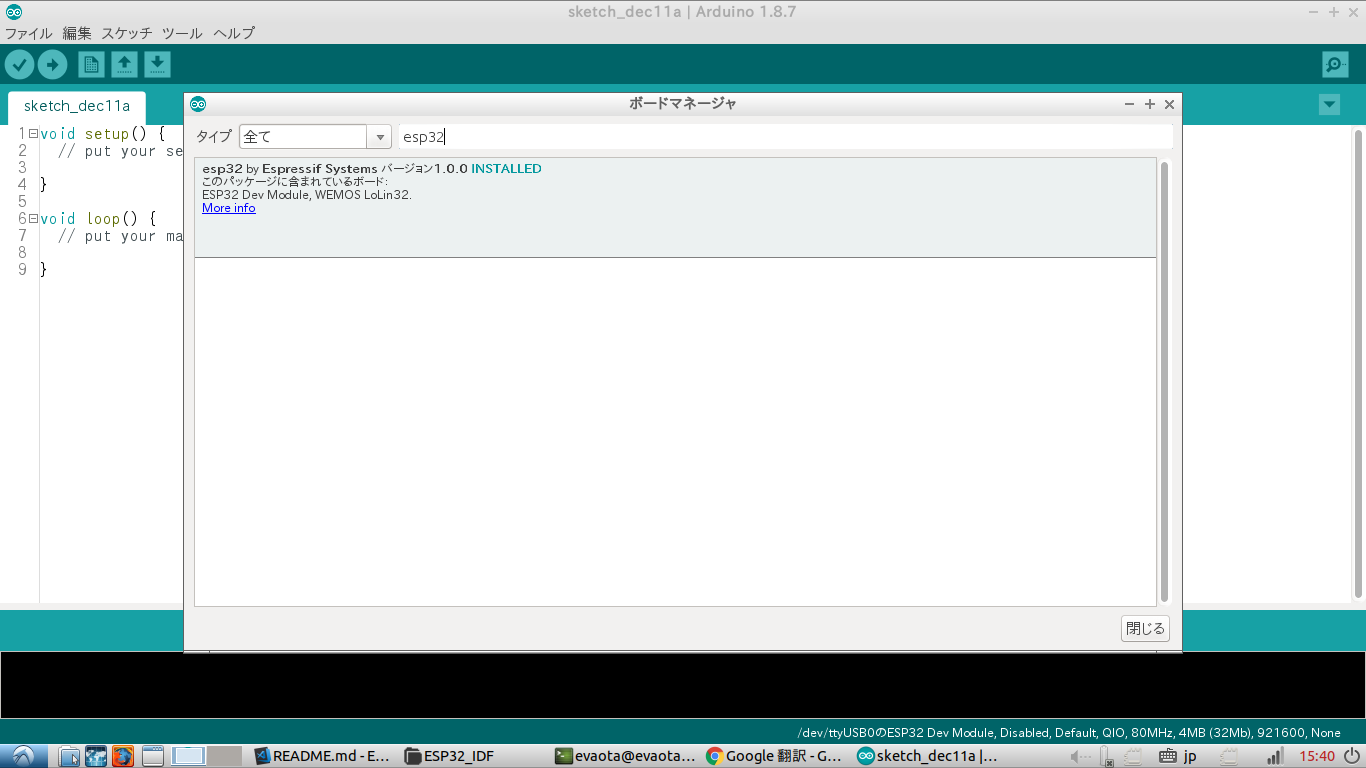 sketch_dec11a | Arduino 1.8.7
ファイル 編集 スケッチ ツール ヘルプ
sketch_dec11a
1 void setup() {
2 // put your se
3
4 }
5
6 void loop() {
7 // put your ma
8
9 }
ボードマネージャ
タイプ 全て esp32
esp32 by Espressif Systems バージョン1.0.0 INSTALLED
このパッケージに含まれているボード:
ESP32 Dev Module, WEMOS LoLin32.
More info
閉じる
/dev/ttyUSB0のESP32 Dev Module, Disabled, Default, QIO, 80MHz, 4MB (32Mb), 921600, None
README.md - E... ESP32_IDF evaota@evaota... Google 翻訳 - G... sketch_dec11a |... jp 15:40